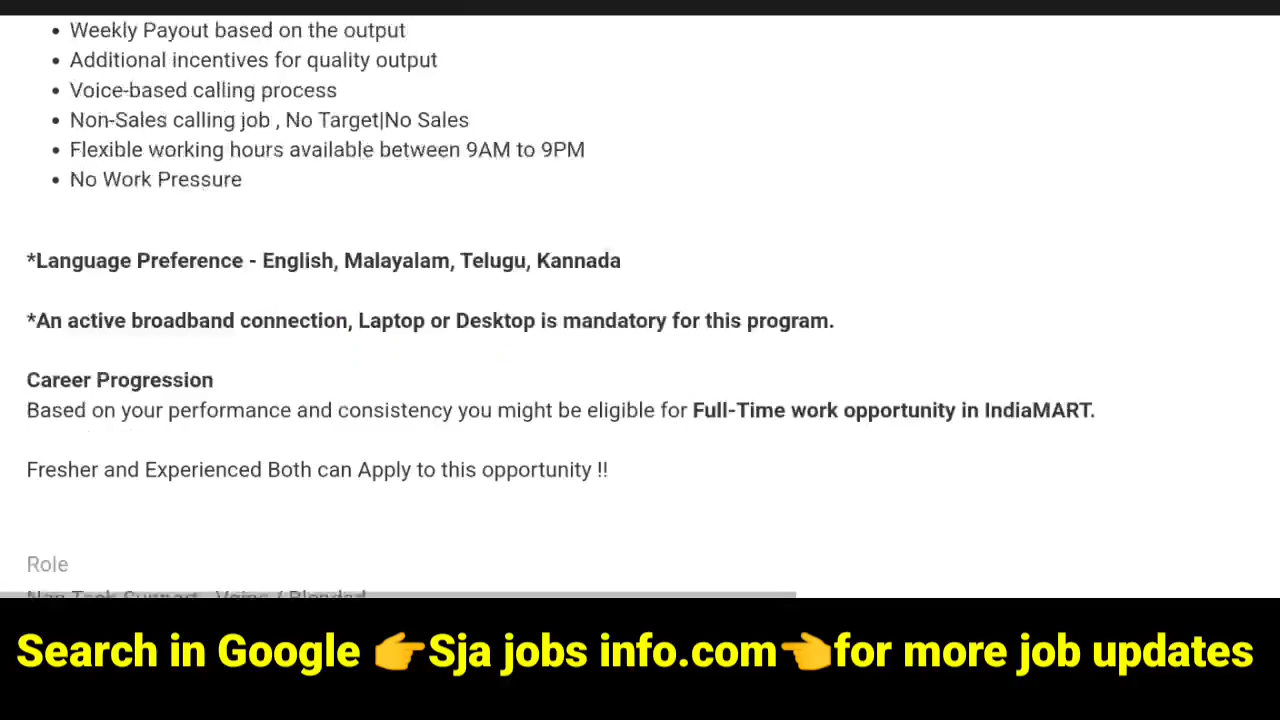 Weekly Payout based on the output
Additional incentives for quality output
Voice-based calling process
Non-Sales calling job , No Target|No Sales
Flexible working hours available between 9AM to 9PM
No Work Pressure
*Language Preference - English, Malayalam, Telugu, Kannada
*An active broadband connection, Laptop or Desktop is mandatory for this program.
Career Progression
Based on your performance and consistency you might be eligible for Full-Time work opportunity in IndiaMART.
Fresher and Experienced Both can Apply to this opportunity !!
Role
Search in Google 👉Sja jobs info.com👈for more job updates